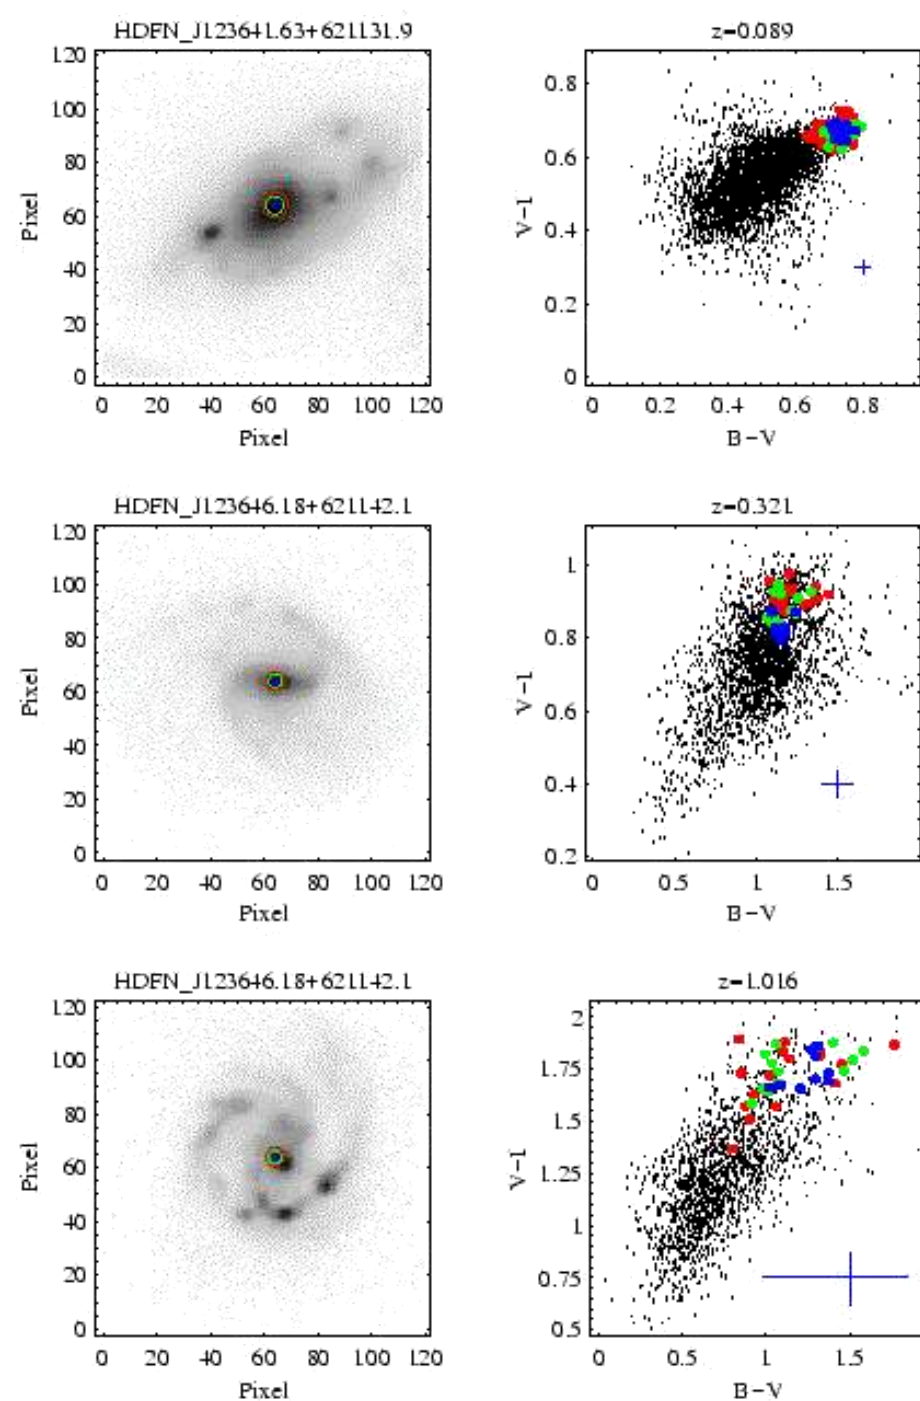 HDFN_J123641.63+621131.9
z=0.089
120
100
80
60
40
20
0
Pixel
0 20 40 60 80 100 120
Pixel
0.8
0.6
0.4
0.2
0
V-I
0 0.2 0.4 0.6 0.8
B-V
HDFN_J123646.18+621142.1
z=0.321
120
100
80
60
40
20
0
Pixel
0 20 40 60 80 100 120
Pixel
1
0.8
0.6
0.4
0.2
V-I
0 0.5 1 1.5
B-V
HDFN_J123646.18+621142.1
z=1.016
120
100
80
60
40
20
0
Pixel
0 20 40 60 80 100 120
Pixel
2
1.75
1.5
1.25
1
0.75
0.5
V-I
0 0.5 1 1.5
B-V